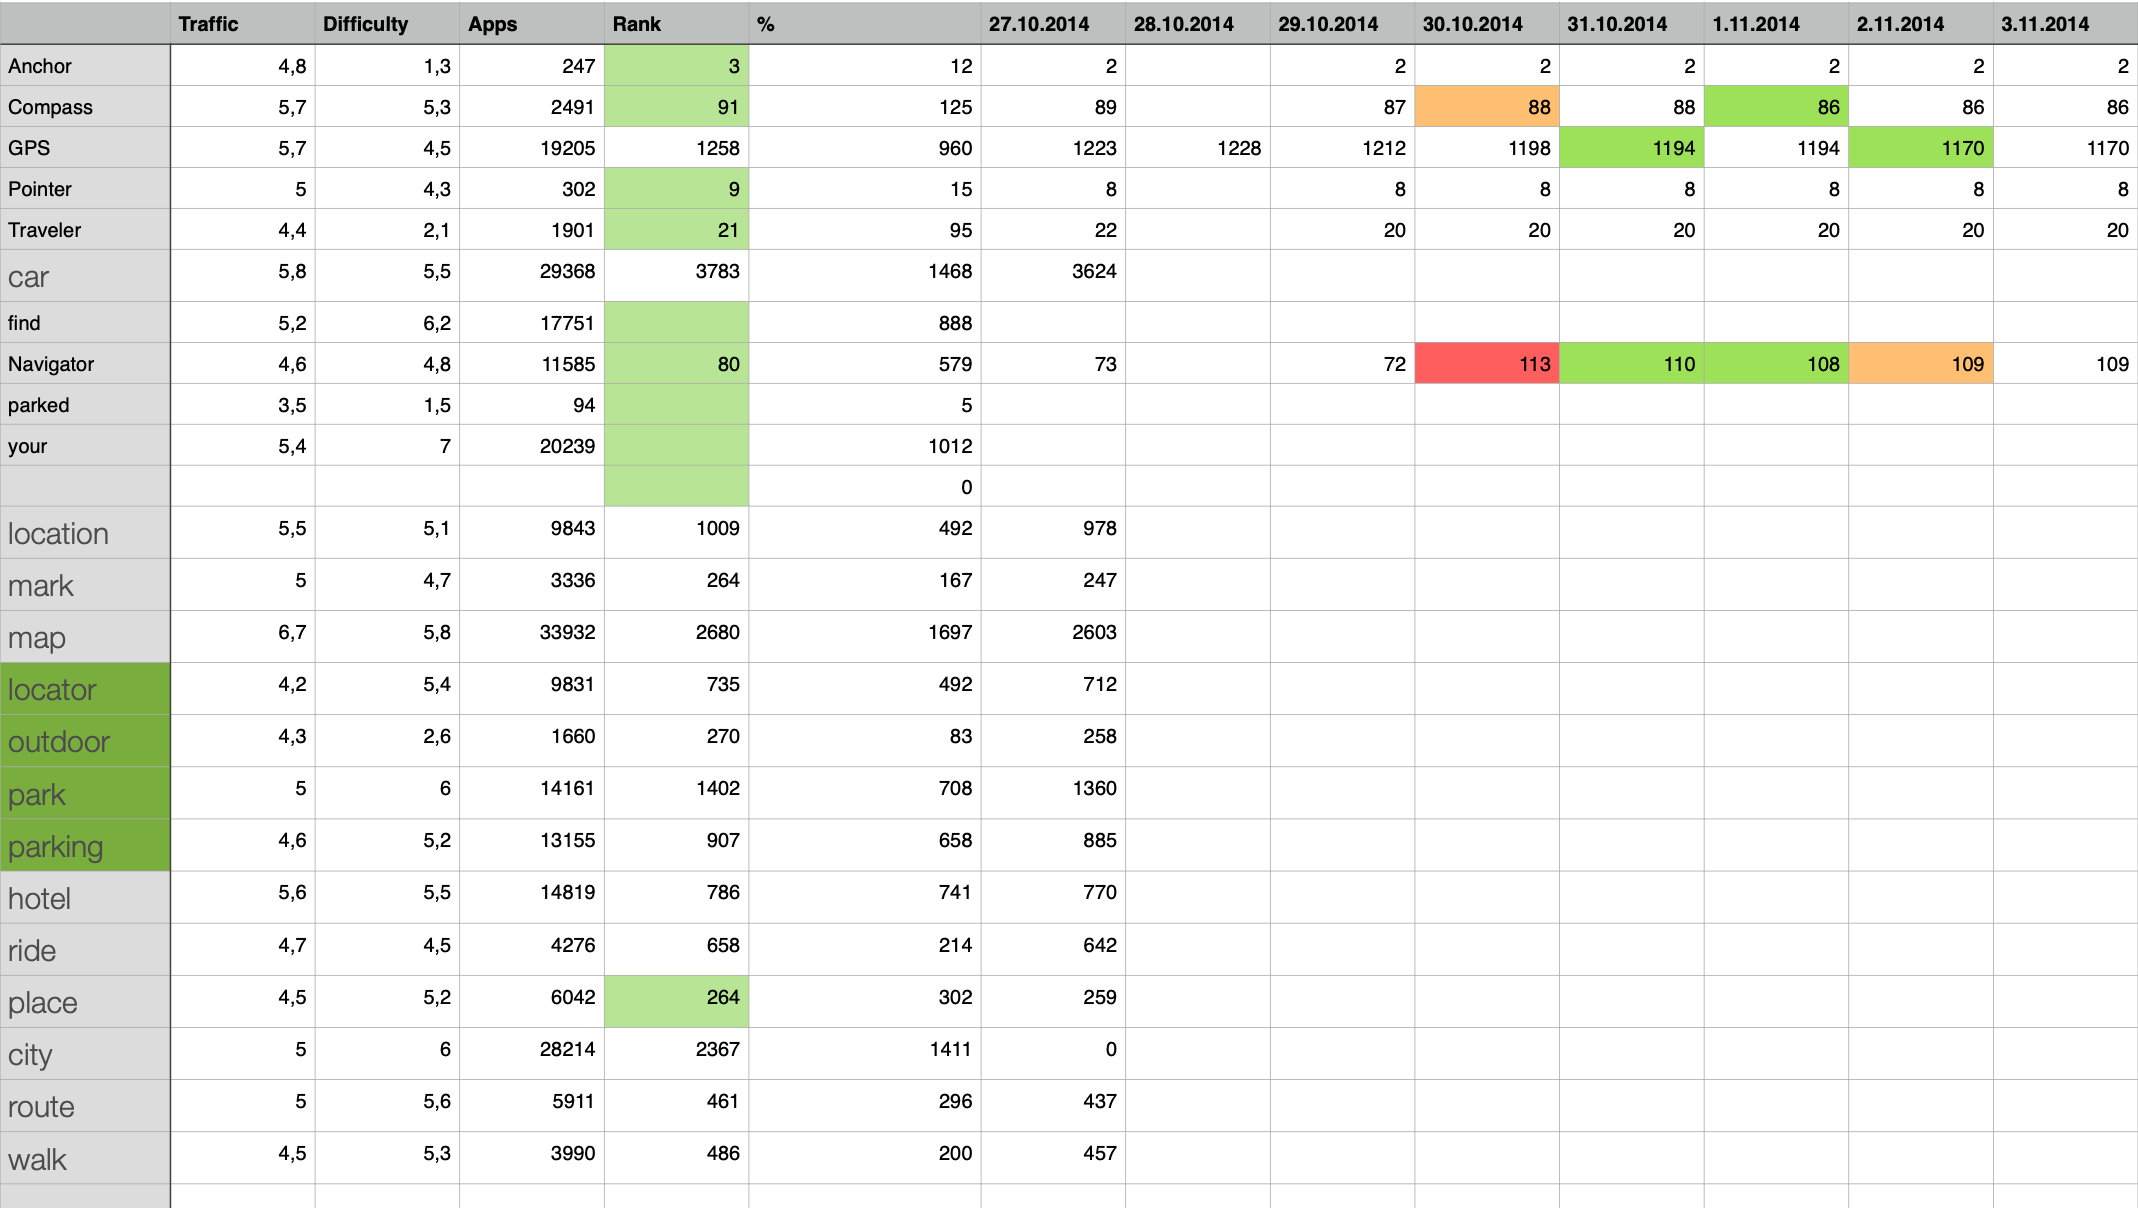 Traffic Difficulty Apps Rank % 27.10.2014 28.10.2014 29.10.2014 30.10.2014 31.10.2014 1.11.2014 2.11.2014 3.11.2014
Anchor 4,8 1,3 247 3 12 2 2 2 2 2 2 2
Compass 5,7 5,3 2491 91 125 89 87 88 88 86 86 86
GPS 5,7 4,5 19205 1258 960 1223 1228 1212 1198 1194 1194 1170 1170
Pointer 5 4,3 302 9 15 8 8 8 8 8 8 8
Traveler 4,4 2,1 1901 21 95 22 20 20 20 20 20 20
car 5,8 5,5 29368 3783 1468 3624
find 5,2 6,2 17751 888
Navigator 4,6 4,8 11585 80 579 73 72 113 110 108 109 109
parked 3,5 1,5 94 5
your 5,4 7 20239 1012
0
location 5,5 5,1 9843 1009 492 978
mark 5 4,7 3336 264 167 247
map 6,7 5,8 33932 2680 1697 2603
locator 4,2 5,4 9831 735 492 712
outdoor 4,3 2,6 1660 270 83 258
park 5 6 14161 1402 708 1360
parking 4,6 5,2 13155 907 658 885
hotel 5,6 5,5 14819 786 741 770
ride 4,7 4,5 4276 658 214 642
place 4,5 5,2 6042 264 302 259
city 5 6 28214 2367 1411 0
route 5 5,6 5911 461 296 437
walk 4,5 5,3 3990 486 200 457